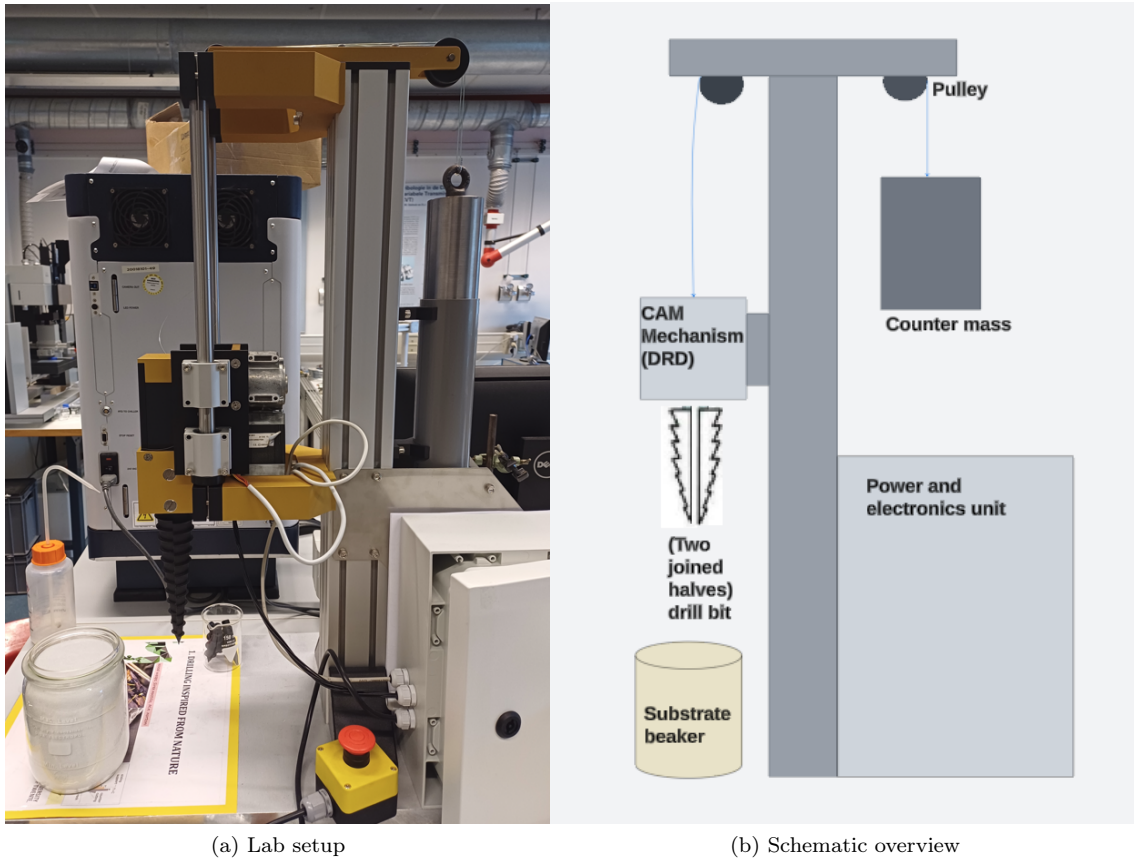 DELL
1. DRILLING INSPIRED FROM NATURE
Pulley
Counter mass
CAM
Mechanism
(DRD)
(Two
joined
halves)
drill bit
Power and
electronics unit
Substrate
beaker
(a) Lab setup
(b) Schematic overview